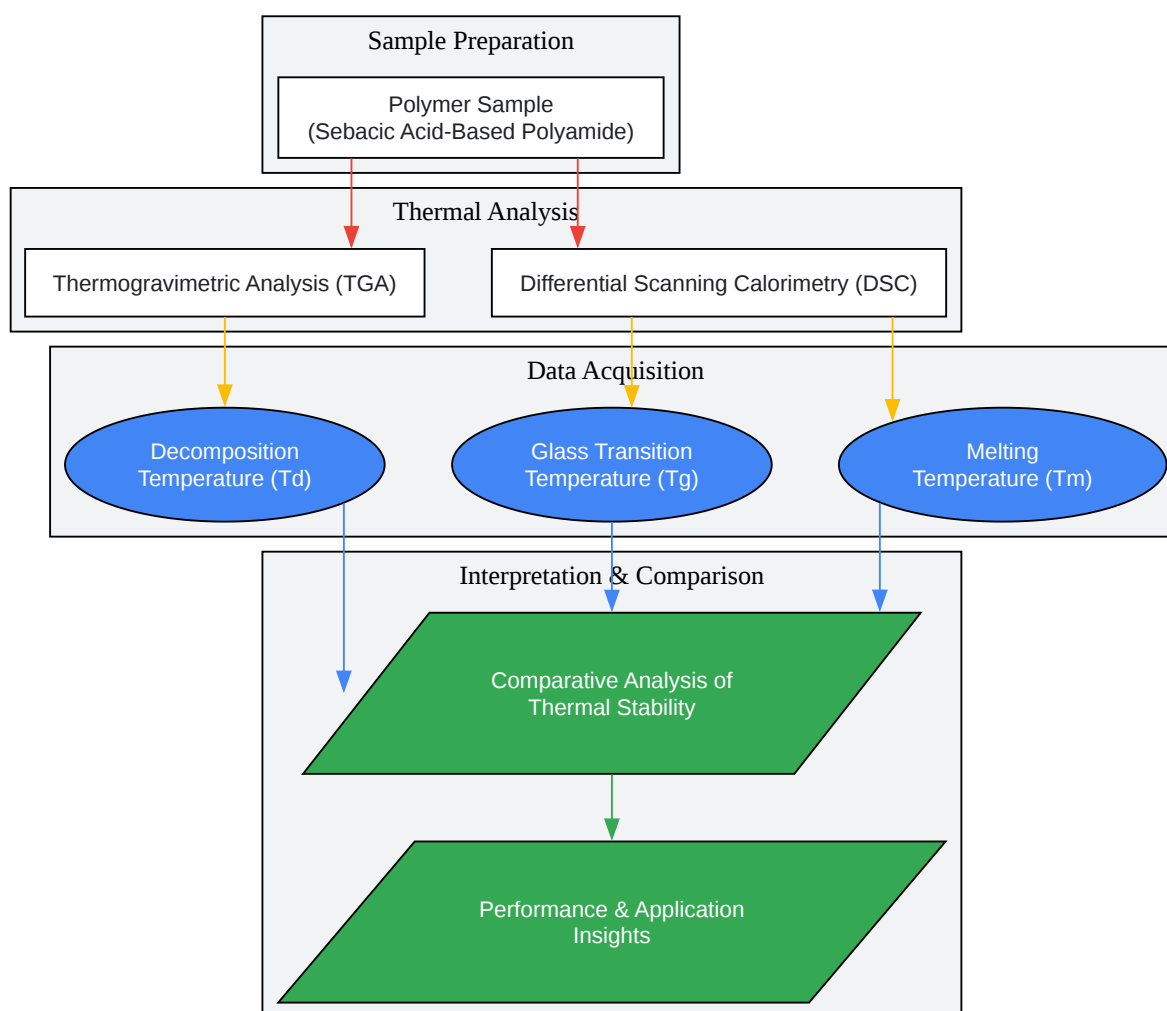 Sample Preparation
Polymer Sample
(Sebacic Acid-Based Polyamide)
Thermal Analysis
Thermogravimetric Analysis (TGA)
Differential Scanning Calorimetry (DSC)
Data Acquisition
Decomposition
Temperature (Td)
Glass Transition
Temperature (Tg)
Melting
Temperature (Tm)
Interpretation & Comparison
Comparative Analysis of
Thermal Stability
Performance & Application
Insights